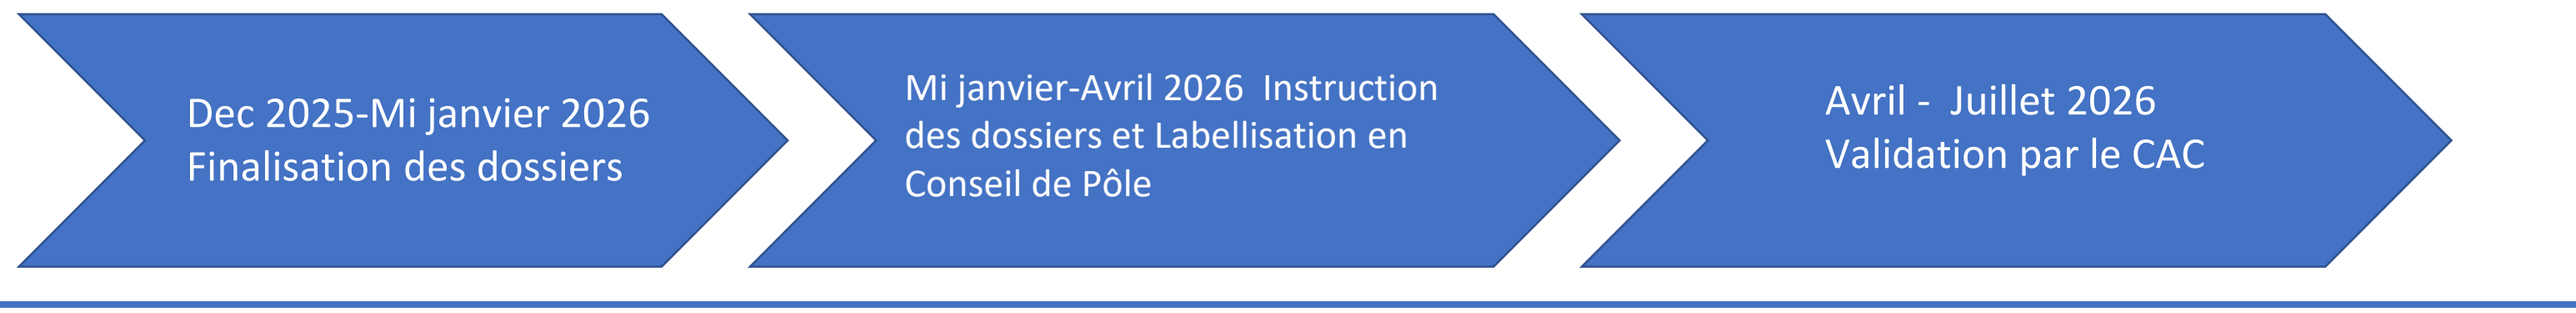 Dec 2025-Mi janvier 2026
Finalisation des dossiers
Mi janvier-Avril 2026  Instruction
des dossiers et Labellisation en
Conseil de Pôle
Avril -  Juillet 2026
Validation par le CAC